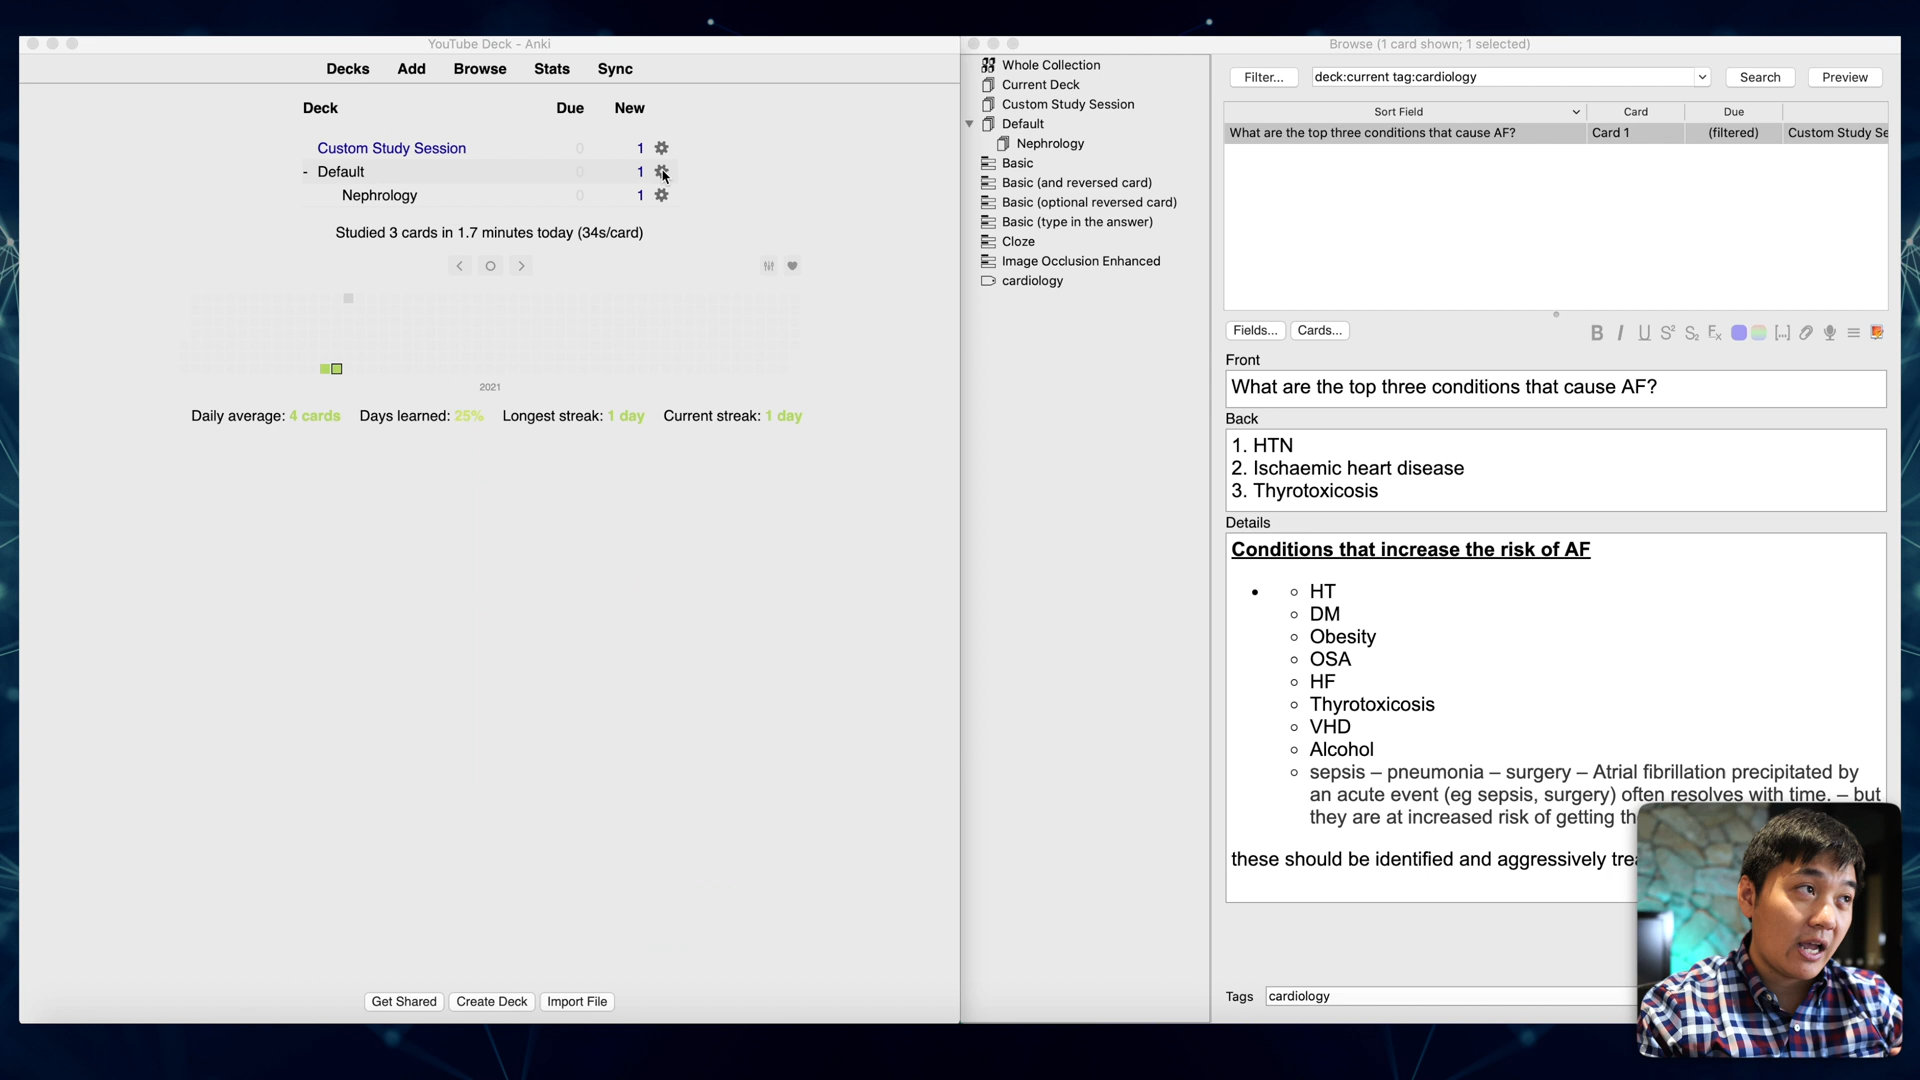 YouTube Deck - Anki
Decks Add Browse Stats Sync
Deck Due New
Custom Study Session 0 1
- Default 0 1
Nephrology 0 1
Studied 3 cards in 1.7 minutes today (34s/card)
2021
Daily average: 4 cards Days learned: 25% Longest streak: 1 day Current streak: 1 day
Get Shared Create Deck Import File
Browse (1 card shown; 1 selected)
Whole Collection
Current Deck
Custom Study Session
Default
Nephrology
Basic
Basic (and reversed card)
Basic (optional reversed card)
Basic (type in the answer)
Cloze
Image Occlusion Enhanced
cardiology
Filter... deck:current tag:cardiology Search Preview
Sort Field Card Due
What are the top three conditions that cause AF? Card 1 (filtered) Custom Study Se
Fields... Cards...
Front
What are the top three conditions that cause AF?
Back
1. HTN
2. Ischaemic heart disease
3. Thyrotoxicosis
Details
Conditions that increase the risk of AF
HT
DM
Obesity
OSA
HF
Thyrotoxicosis
VHD
Alcohol
sepsis – pneumonia – surgery – Atrial fibrillation precipitated by
an acute event (eg sepsis, surgery) often resolves with time. – but
they are at increased risk of getting th
these should be identified and aggressively trea
Tags cardiology